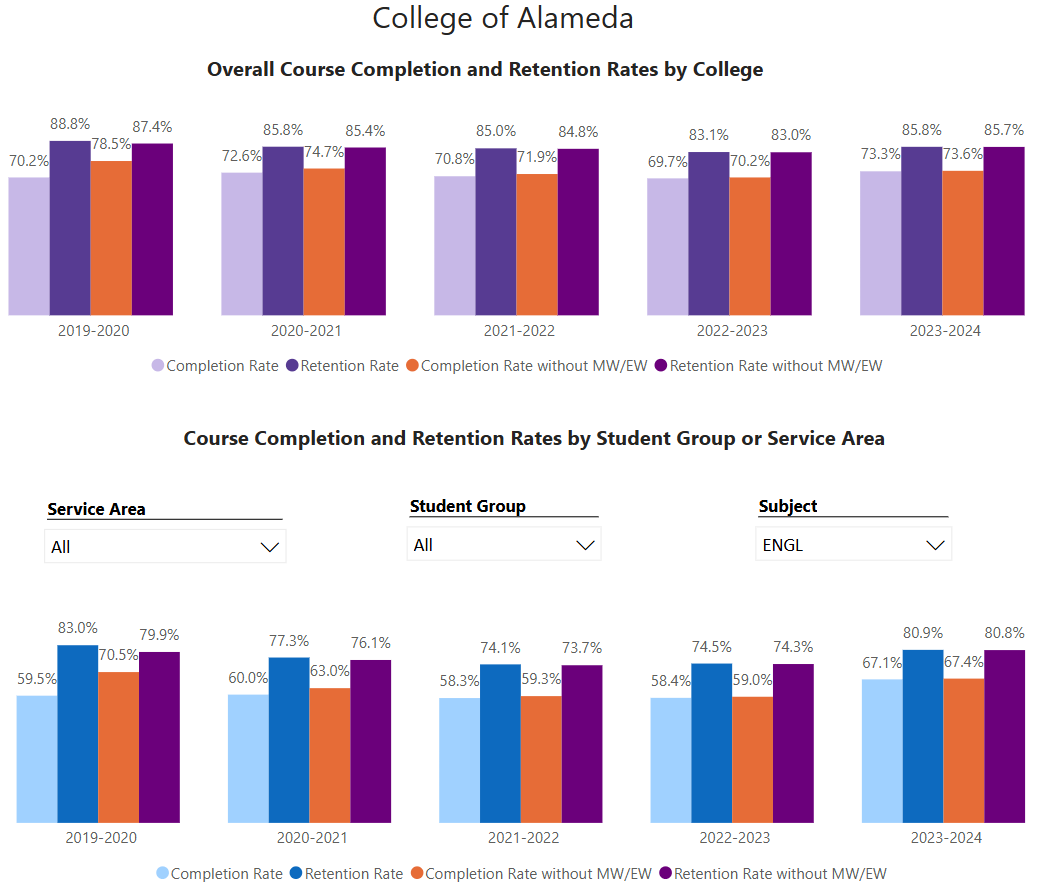 College of Alameda
Overall Course Completion and Retention Rates by College
70.2% 88.8% 78.5% 87.4%
72.6% 85.8% 74.7% 85.4%
70.8% 85.0% 71.9% 84.8%
69.7% 83.1% 70.2% 83.0%
73.3% 85.8% 73.6% 85.7%
2019-2020 2020-2021 2021-2022 2022-2023 2023-2024
Completion Rate Retention Rate Completion Rate without MW/EW Retention Rate without MW/EW
Course Completion and Retention Rates by Student Group or Service Area
Service Area Student Group Subject
All All ENGL
59.5% 83.0% 70.5% 79.9%
60.0% 77.3% 63.0% 76.1%
58.3% 74.1% 59.3% 73.7%
58.4% 74.5% 59.0% 74.3%
67.1% 80.9% 67.4% 80.8%
2019-2020 2020-2021 2021-2022 2022-2023 2023-2024
Completion Rate Retention Rate Completion Rate without MW/EW Retention Rate without MW/EW